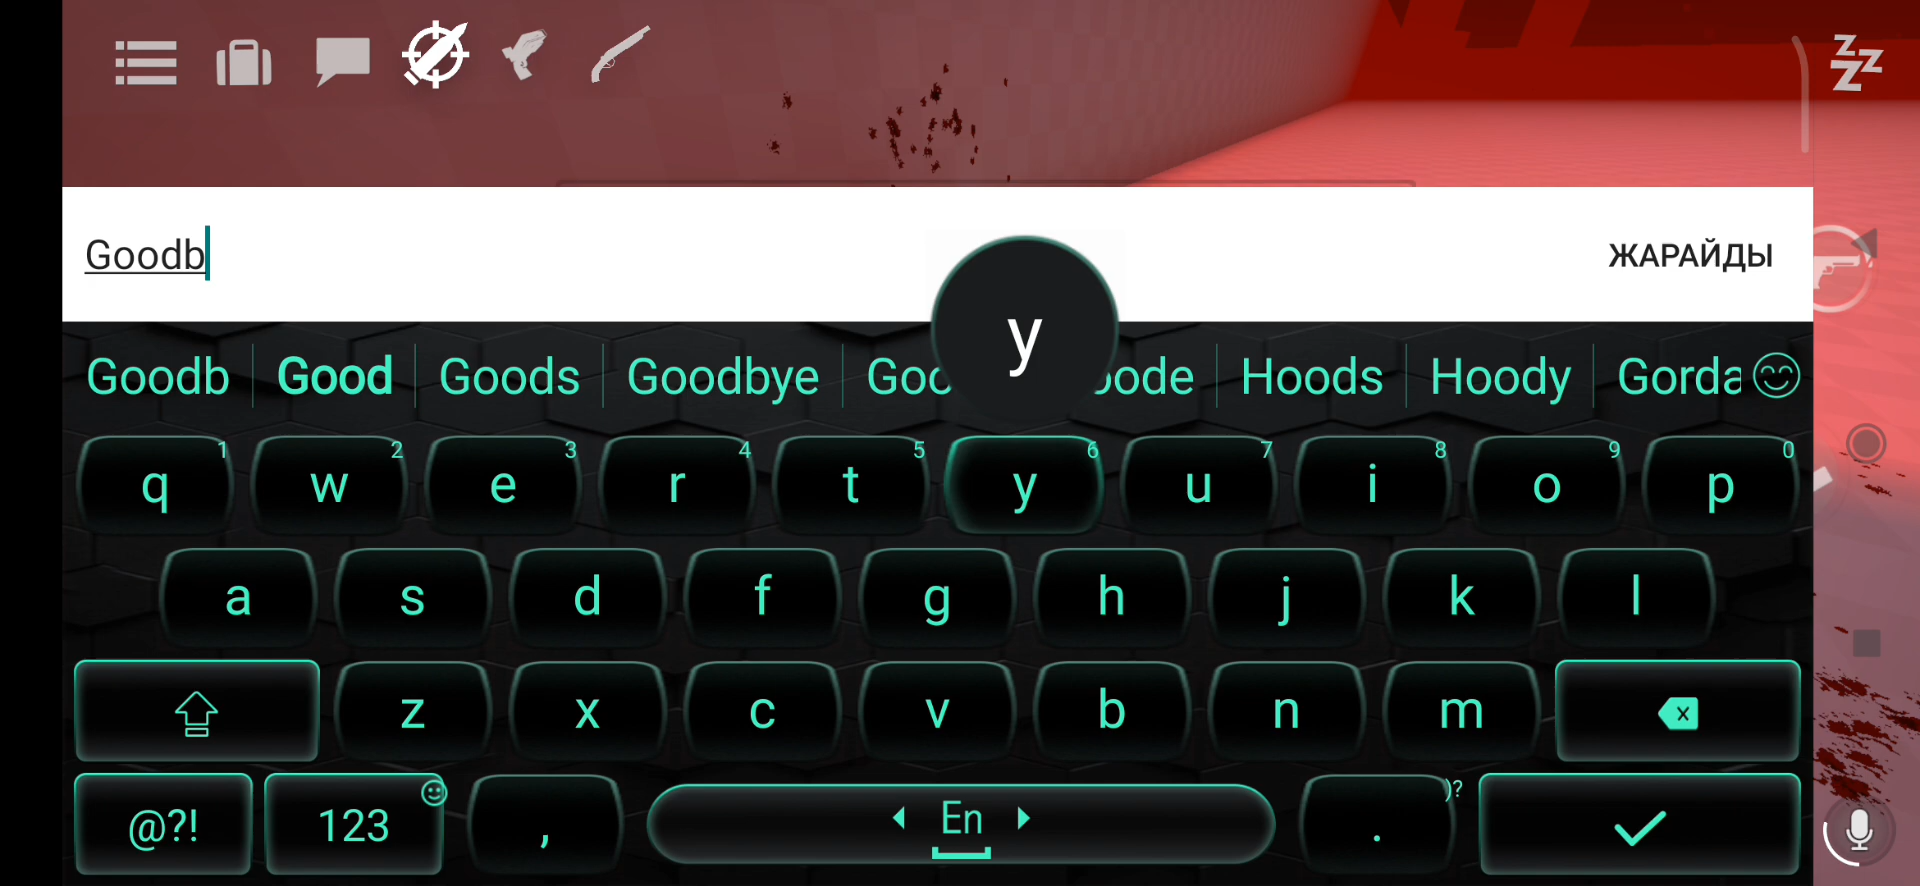 zzz
Goodb
ЖАРАЙДЫ
y
Goodb Good Goods Goodbye Hoods Hoody
1 2 3 4 5 6 7 8 9 0
q w e r t y u i o p
a s d f g h j k l
z x c v b n m
@?! 123 , En . )?